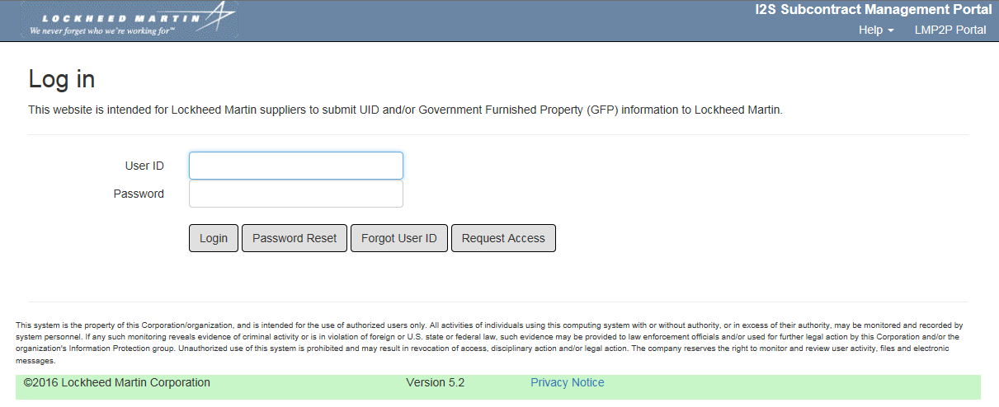 LOCKHEED MARTIN
We never forget who we're working for™
I2S Subcontract Management Portal
Help
LMP2P Portal
Log in
This website is intended for Lockheed Martin suppliers to submit UID and/or Government Furnished Property (GFP) information to Lockheed Martin.
User ID
Password
Login Password Reset Forgot User ID Request Access
This system is the property of this Corporation/organization, and is intended for the use of authorized users only. All activities of individuals using this computing system with or without authority, or in excess of their authority, may be monitored and recorded by
system personnel. If any such monitoring reveals evidence of criminal activity or is in violation of foreign or U.S. state or federal law, such evidence may be provided to law enforcement officials and/or used for further legal action by this Corporation and/or the
organization's Information Protection group. Unauthorized use of this system is prohibited and may result in revocation of access, disciplinary action and/or legal action. The company reserves the right to monitor and review user activity, files and electronic
messages.
©2016 Lockheed Martin Corporation Version 5.2 Privacy Notice